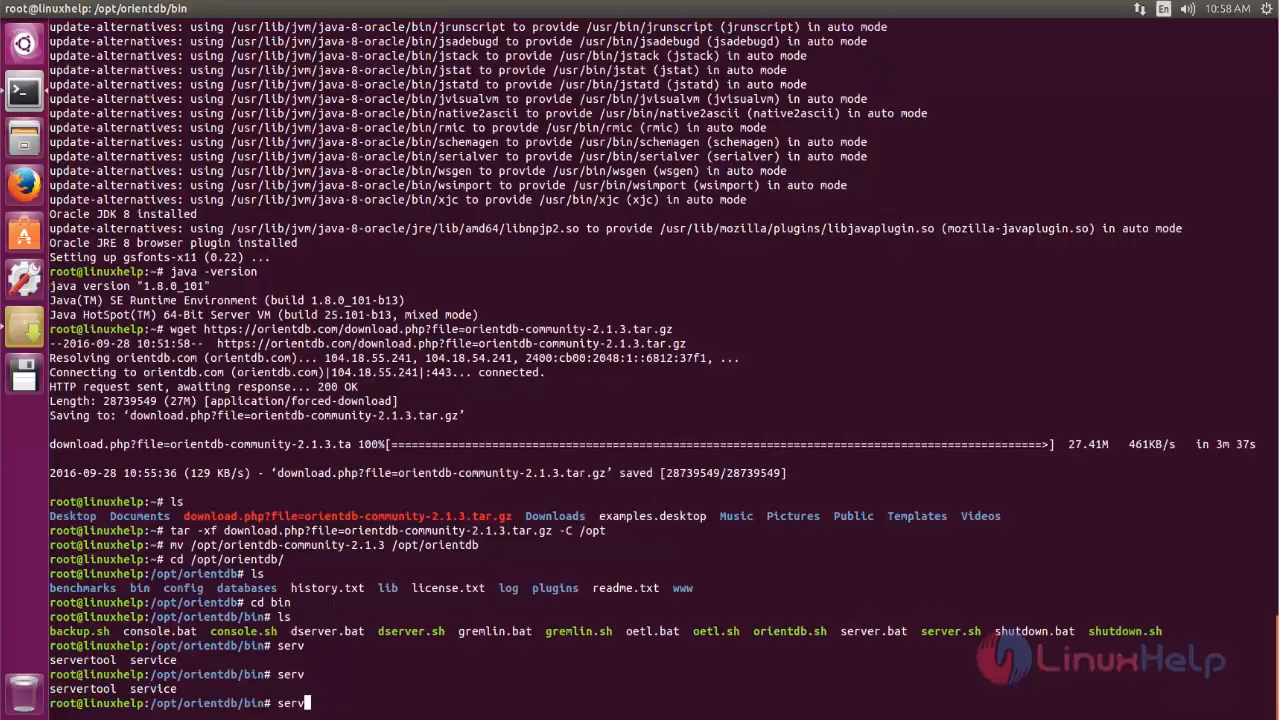 root@linuxhelp: /opt/orientdb/bin
En
10:58 AM
update-alternatives: using /usr/lib/jvm/java-8-oracle/bin/jrunscript to provide /usr/bin/jrunscript (jrunscript) in auto mode
update-alternatives: using /usr/lib/jvm/java-8-oracle/bin/jsadebugd to provide /usr/bin/jsadebugd (jsadebugd) in auto mode
update-alternatives: using /usr/lib/jvm/java-8-oracle/bin/jstack to provide /usr/bin/jstack (jstack) in auto mode
update-alternatives: using /usr/lib/jvm/java-8-oracle/bin/jstat to provide /usr/bin/jstat (jstat) in auto mode
update-alternatives: using /usr/lib/jvm/java-8-oracle/bin/jstatd to provide /usr/bin/jstatd (jstatd) in auto mode
update-alternatives: using /usr/lib/jvm/java-8-oracle/bin/jvisualvm to provide /usr/bin/jvisualvm (jvisualvm) in auto mode
update-alternatives: using /usr/lib/jvm/java-8-oracle/bin/native2ascii to provide /usr/bin/native2ascii (native2ascii) in auto mode
update-alternatives: using /usr/lib/jvm/java-8-oracle/bin/rmic to provide /usr/bin/rmic (rmic) in auto mode
update-alternatives: using /usr/lib/jvm/java-8-oracle/bin/schemagen to provide /usr/bin/schemagen (schemagen) in auto mode
update-alternatives: using /usr/lib/jvm/java-8-oracle/bin/serialver to provide /usr/bin/serialver (serialver) in auto mode
update-alternatives: using /usr/lib/jvm/java-8-oracle/bin/wsgen to provide /usr/bin/wsgen (wsgen) in auto mode
update-alternatives: using /usr/lib/jvm/java-8-oracle/bin/wsimport to provide /usr/bin/wsimport (wsimport) in auto mode
update-alternatives: using /usr/lib/jvm/java-8-oracle/bin/xjc to provide /usr/bin/xjc (xjc) in auto mode
Oracle JDK 8 installed
update-alternatives: using /usr/lib/jvm/java-8-oracle/jre/lib/amd64/libnpjp2.so to provide /usr/lib/mozilla/plugins/libjavaplugin.so (mozilla-javaplugin.so) in auto mode
Oracle JRE 8 browser plugin installed
Setting up gsfonts-x11 (0.22) ...
root@linuxhelp:~# java -version
java version "1.8.0_101"
Java(TM) SE Runtime Environment (build 1.8.0_101-b13)
Java HotSpot(TM) 64-Bit Server VM (build 25.101-b13, mixed mode)
root@linuxhelp:~# wget https://orientdb.com/download.php?file=orientdb-community-2.1.3.tar.gz
--2016-09-28 10:51:58--  https://orientdb.com/download.php?file=orientdb-community-2.1.3.tar.gz
Resolving orientdb.com (orientdb.com)... 104.18.55.241, 104.18.54.241, 2400:cb00:2048:1::6812:37f1, ...
Connecting to orientdb.com (orientdb.com)|104.18.55.241|:443... connected.
HTTP request sent, awaiting response... 200 OK
Length: 28739549 (27M) [application/forced-download]
Saving to: ‘download.php?file=orientdb-community-2.1.3.tar.gz’
download.php?file=orientdb-community-2.1.3.ta 100%[=================================================================================================>]  27.41M   461KB/s   in 3m 37s
2016-09-28 10:55:36 (129 KB/s) - ‘download.php?file=orientdb-community-2.1.3.tar.gz’ saved [28739549/28739549]
root@linuxhelp:~# ls
Desktop  Documents  download.php?file=orientdb-community-2.1.3.tar.gz  Downloads  examples.desktop  Music  Pictures  Public  Templates  Videos
root@linuxhelp:~# tar -xf download.php?file=orientdb-community-2.1.3.tar.gz -C /opt
root@linuxhelp:~# mv /opt/orientdb-community-2.1.3 /opt/orientdb
root@linuxhelp:~# cd /opt/orientdb/
root@linuxhelp:/opt/orientdb# ls
benchmarks  bin  config  databases  history.txt  lib  license.txt  log  plugins  readme.txt  www
root@linuxhelp:/opt/orientdb# cd bin
root@linuxhelp:/opt/orientdb/bin# ls
backup.sh  console.bat  console.sh  dserver.bat  dserver.sh  gremlin.bat  gremlin.sh  oetl.bat  oetl.sh  orientdb.sh  server.bat  server.sh  shutdown.bat  shutdown.sh
root@linuxhelp:/opt/orientdb/bin# serv
servertool  service
root@linuxhelp:/opt/orientdb/bin# serv
servertool  service
root@linuxhelp:/opt/orientdb/bin# serv
LinuxHelp